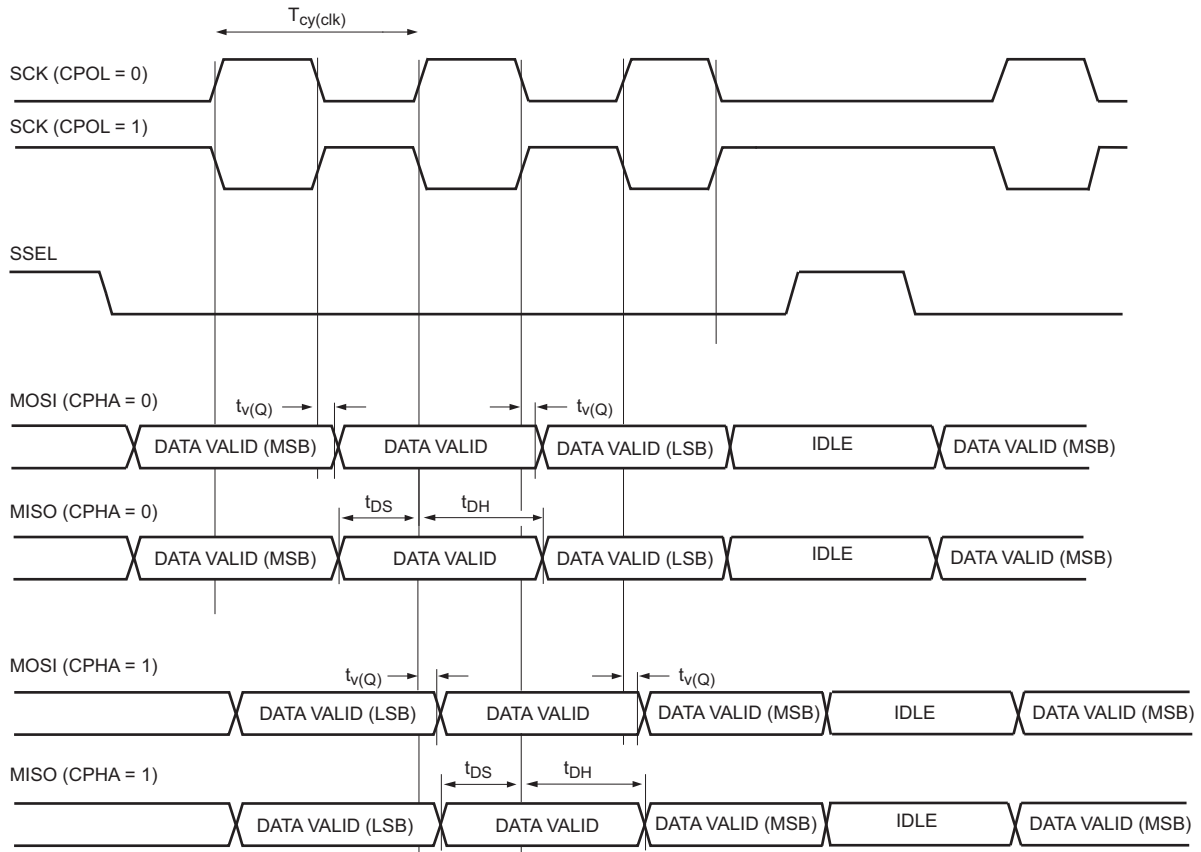 Tcy(clk)
SCK (CPOL = 0)
SCK (CPOL = 1)
SSEL
MOSI (CPHA = 0)
tv(Q) tv(Q)
DATA VALID (MSB) DATA VALID DATA VALID (LSB) IDLE DATA VALID (MSB)
MISO (CPHA = 0)
tDS tDH
DATA VALID (MSB) DATA VALID DATA VALID (LSB) IDLE DATA VALID (MSB)
MOSI (CPHA = 1)
tv(Q) tv(Q)
DATA VALID (LSB) DATA VALID DATA VALID (MSB) IDLE DATA VALID (MSB)
MISO (CPHA = 1)
tDS tDH
DATA VALID (LSB) DATA VALID DATA VALID (MSB) IDLE DATA VALID (MSB)